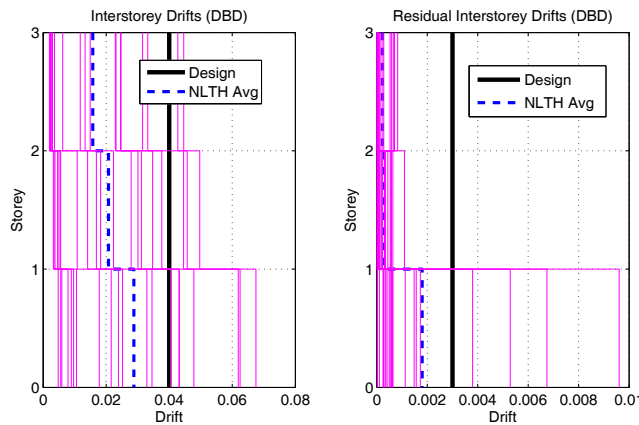 Interstorey Drifts (DBD)
3
2
1
0
Storey
Design
NLTH Avg
0
0.02
0.04
0.06
0.08
Drift
Residual Interstorey Drifts (DBD)
3
2
1
0
Storey
Design
NLTH Avg
0
0.002
0.004
0.006
0.008
0.01
Drift